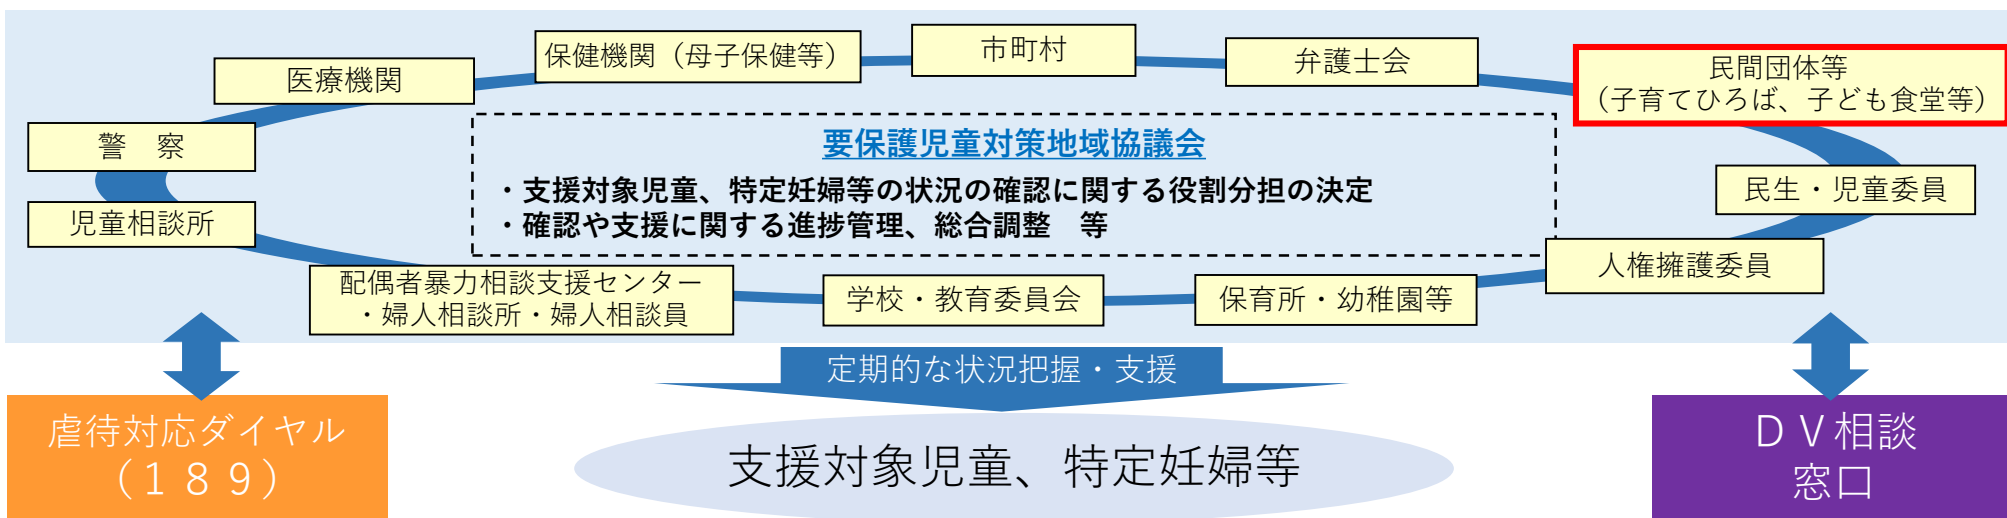 保健機関（母子保健等）
市町村
弁護士会
民間団体等
（子育てひろば、子ども食堂等）
医療機関
警　察
要保護児童対策地域協議会
・支援対象児童、特定妊婦等の状況の確認に関する役割分担の決定
・確認や支援に関する進捗管理、総合調整　等
民生・児童委員
児童相談所
人権擁護委員
配偶者暴力相談支援センター
・婦人相談所・婦人相談員
学校・教育委員会
保育所・幼稚園等
定期的な状況把握・支援
虐待対応ダイヤル
（１８９）
支援対象児童、特定妊婦等
ＤＶ相談
窓口